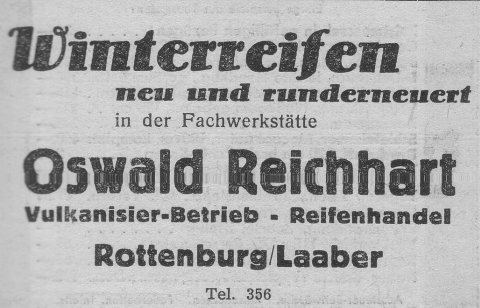 Winterreifen
neu und runderneuert
in der Fachwerkstätte
Oswald Reichhart
Vulkanisier-Betrieb - Reifenhandel
Rottenburg/Laaber
Tel. 356